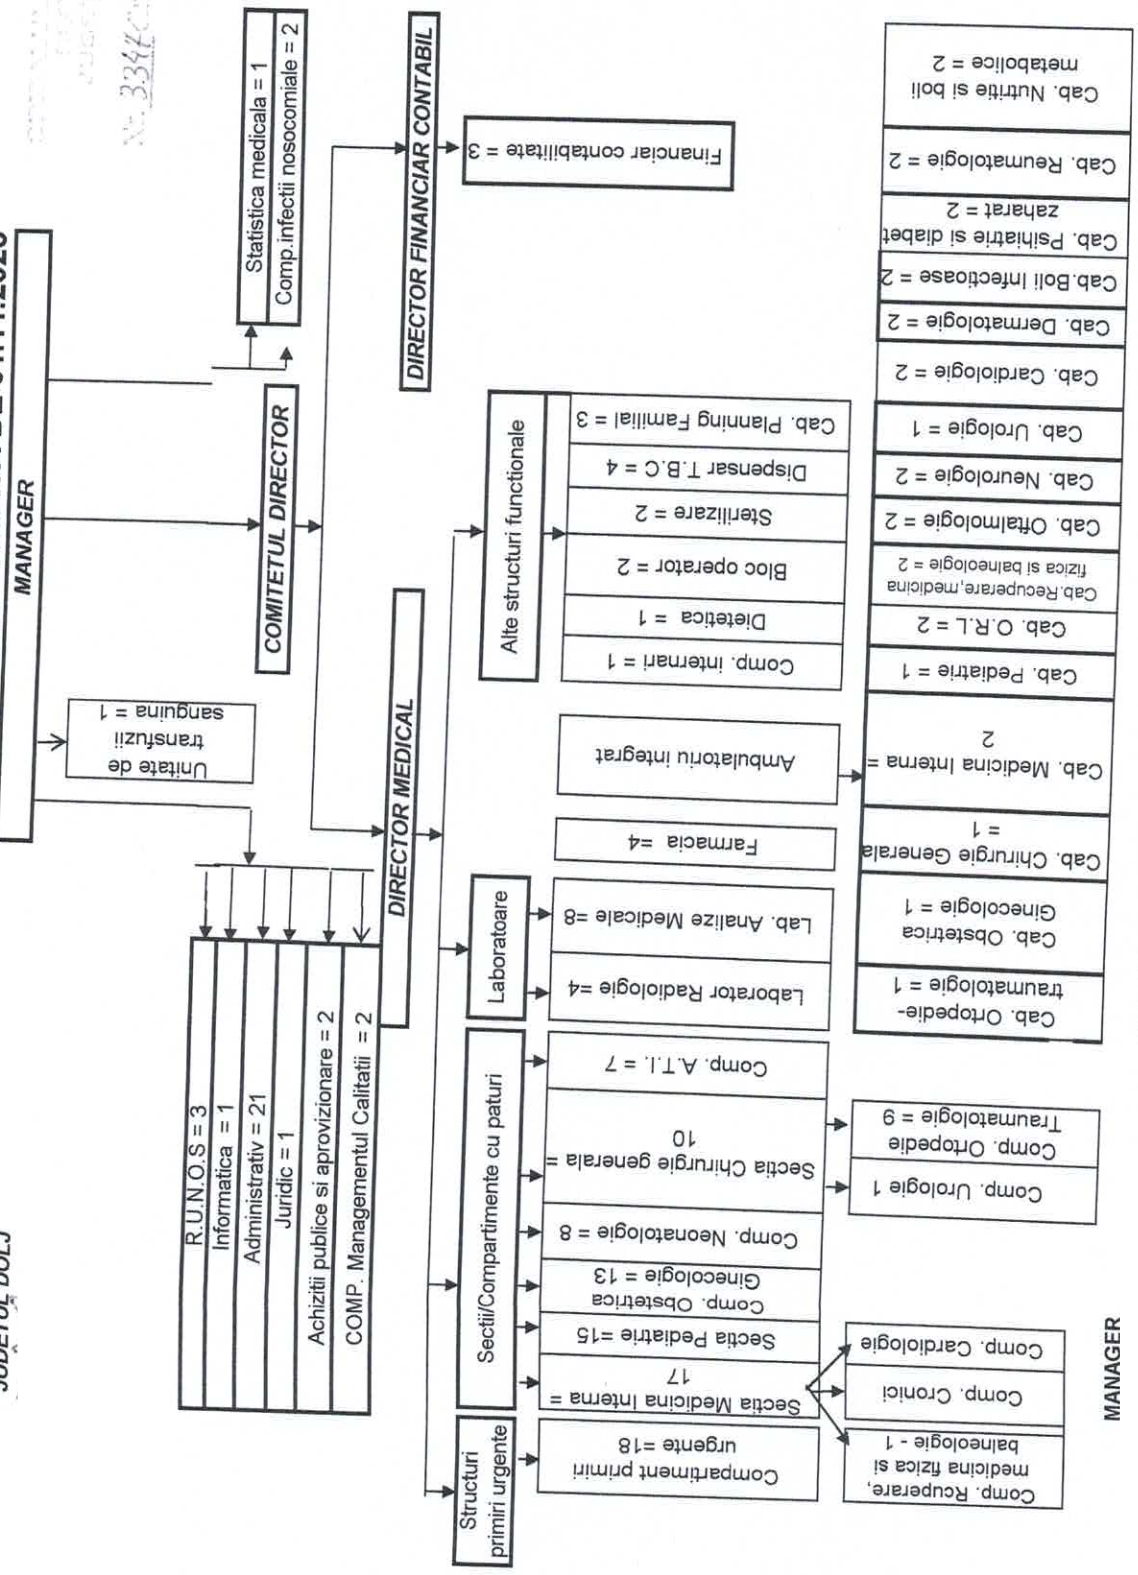 JUDETUL DOLJ
MANAGER
Unitate de
transfuzii
sanguina = 1
R.U.N.O.S = 3
Informatica = 1
Administrativ = 21
Juridic = 1
Achizitii publice si aprovizionare = 2
COMP. Managementul Calitatii = 2
COMITETUL DIRECTOR
Statistica medicala = 1
Comp.infectii nosocomiale = 2
DIRECTOR MEDICAL
DIRECTOR FINANCIAR CONTABIL
Financiar contabilitate = 3
Structuri
primiri urgente
Sectii/Compartimente cu paturi
Laboratoare
Alte structuri functionale
Compartiment primiri
urgente =18
Sectia Medicina Interna =
17
Sectia Pediatrie =15
Comp. Obstetrica
Ginecologie = 13
Comp. Neonatologie = 8
Sectia Chirurgie generala =
10
Comp. A.T.I. = 7
Laborator Radiologie =4
Lab. Analize Medicale =8
Farmacia =4
Ambulatoriu integrat
Comp. internari = 1
Dietetica = 1
Bloc operator = 2
Sterilizare = 2
Dispensar T.B.C = 4
Cab. Planning Familial = 3
Comp. Rcuperare,
medicina fizica si
balneologie - 1
Comp. Cronici
Comp. Cardiologie
Comp. Urologie 1
Comp. Ortopedie
Traumatologie = 9
Cab. Ortopedie-
traumatologie = 1
Cab. Obstetrica
Ginecologie = 1
Cab. Chirurgie Generala
= 1
Cab. Medicina Interna =
2
Cab. Pediatrie = 1
Cab. O.R.L = 2
Cab.Recuperare,medicina
fizica si balneologie = 2
Cab. Oftalmologie = 2
Cab. Neurologie = 2
Cab. Urologie = 1
Cab. Cardiologie = 2
Cab. Dermatologie = 2
Cab.Boli Infectioase = 2
Cab. Psihiatrie si diabet
zaharat = 2
Cab. Reumatologie = 2
Cab. Nutritie si boli
metabolice = 2
MANAGER